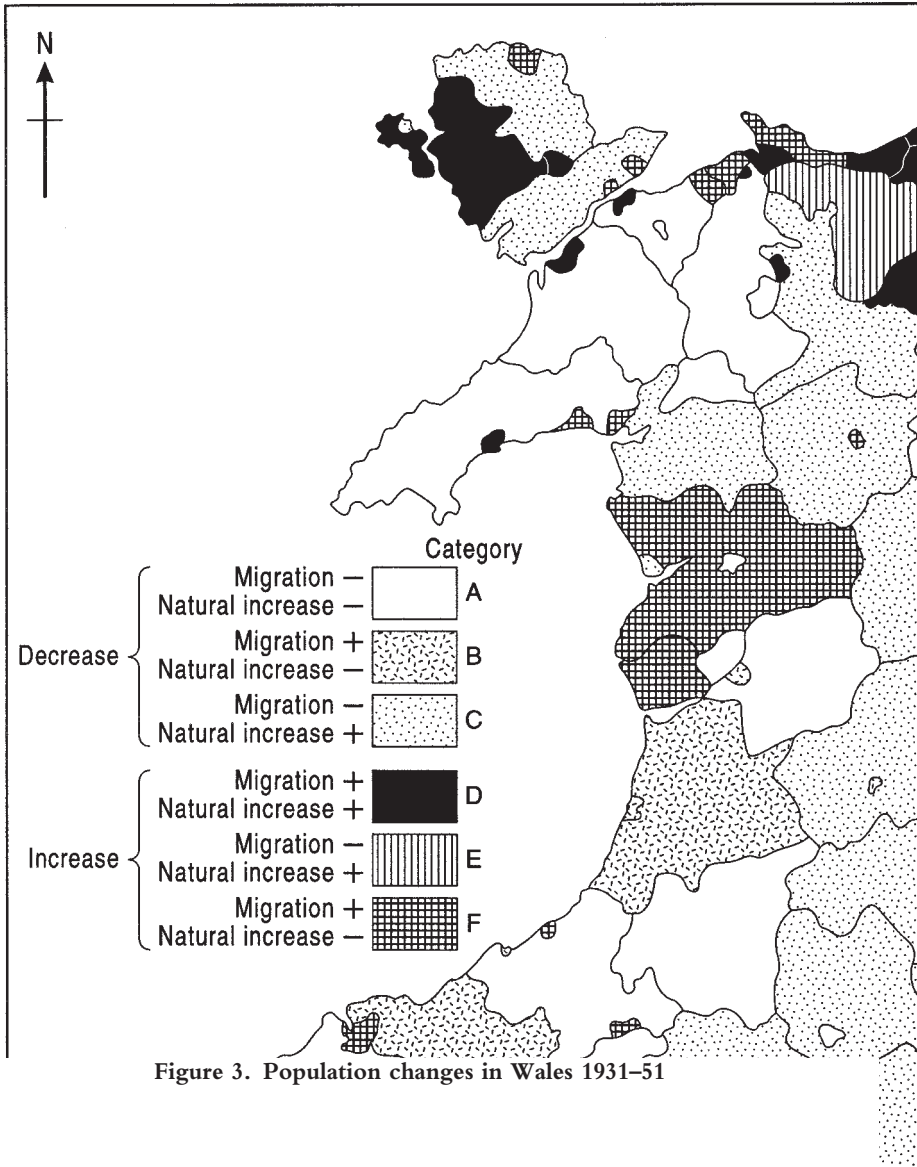 N
Category
Migration –
Natural increase –
A
Decrease
Migration +
Natural increase –
B
Migration –
Natural increase +
C
Increase
Migration +
Natural increase +
D
Migration –
Natural increase +
E
Migration +
Natural increase –
F
Figure 3. Population changes in Wales 1931–51